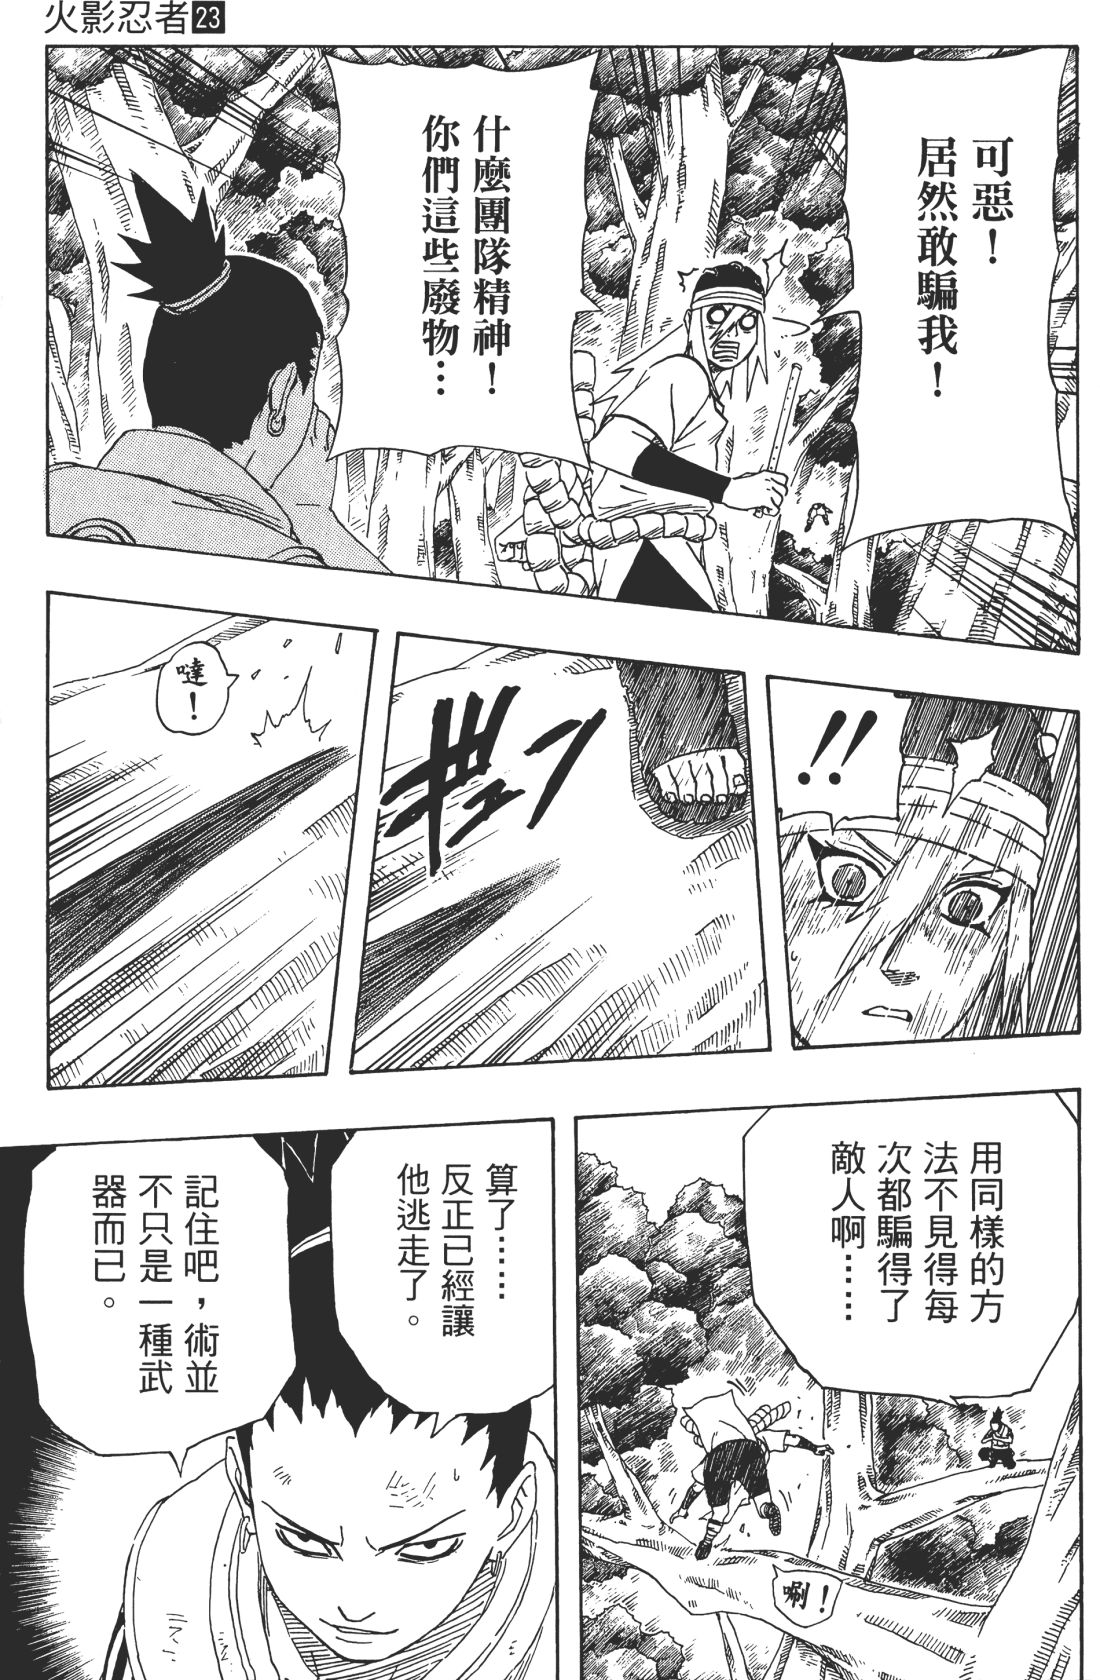 火影忍者23
可惡！
居然敢騙我！
什麼團隊精神！
你們這些廢物…
!!
ギュン
噠！
用同樣的方
法不見得每
次都騙得了
敵人啊……
唰！
算了……
反正已經讓
他逃走了。
記住吧，術並
不只是一種武
器而已。